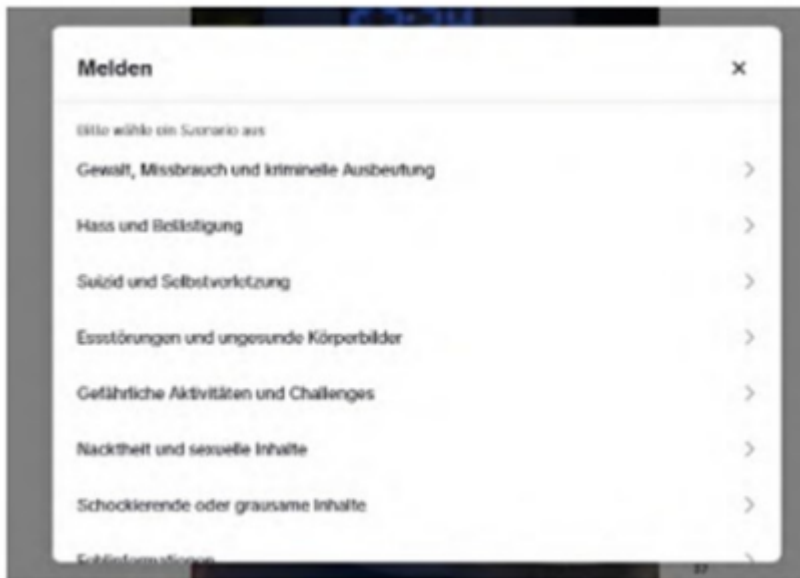 Melden
Bitte wähle ein Szenario aus
Gewalt, Missbrauch und kriminelle Ausbeutung
Hass und Belästigung
Suizid und Selbstverletzung
Essstörungen und ungesunde Körperbilder
Gefährliche Aktivitäten und Challenges
Nacktheit und sexuelle Inhalte
Schockierende oder grausame Inhalte
Fehlinformationen